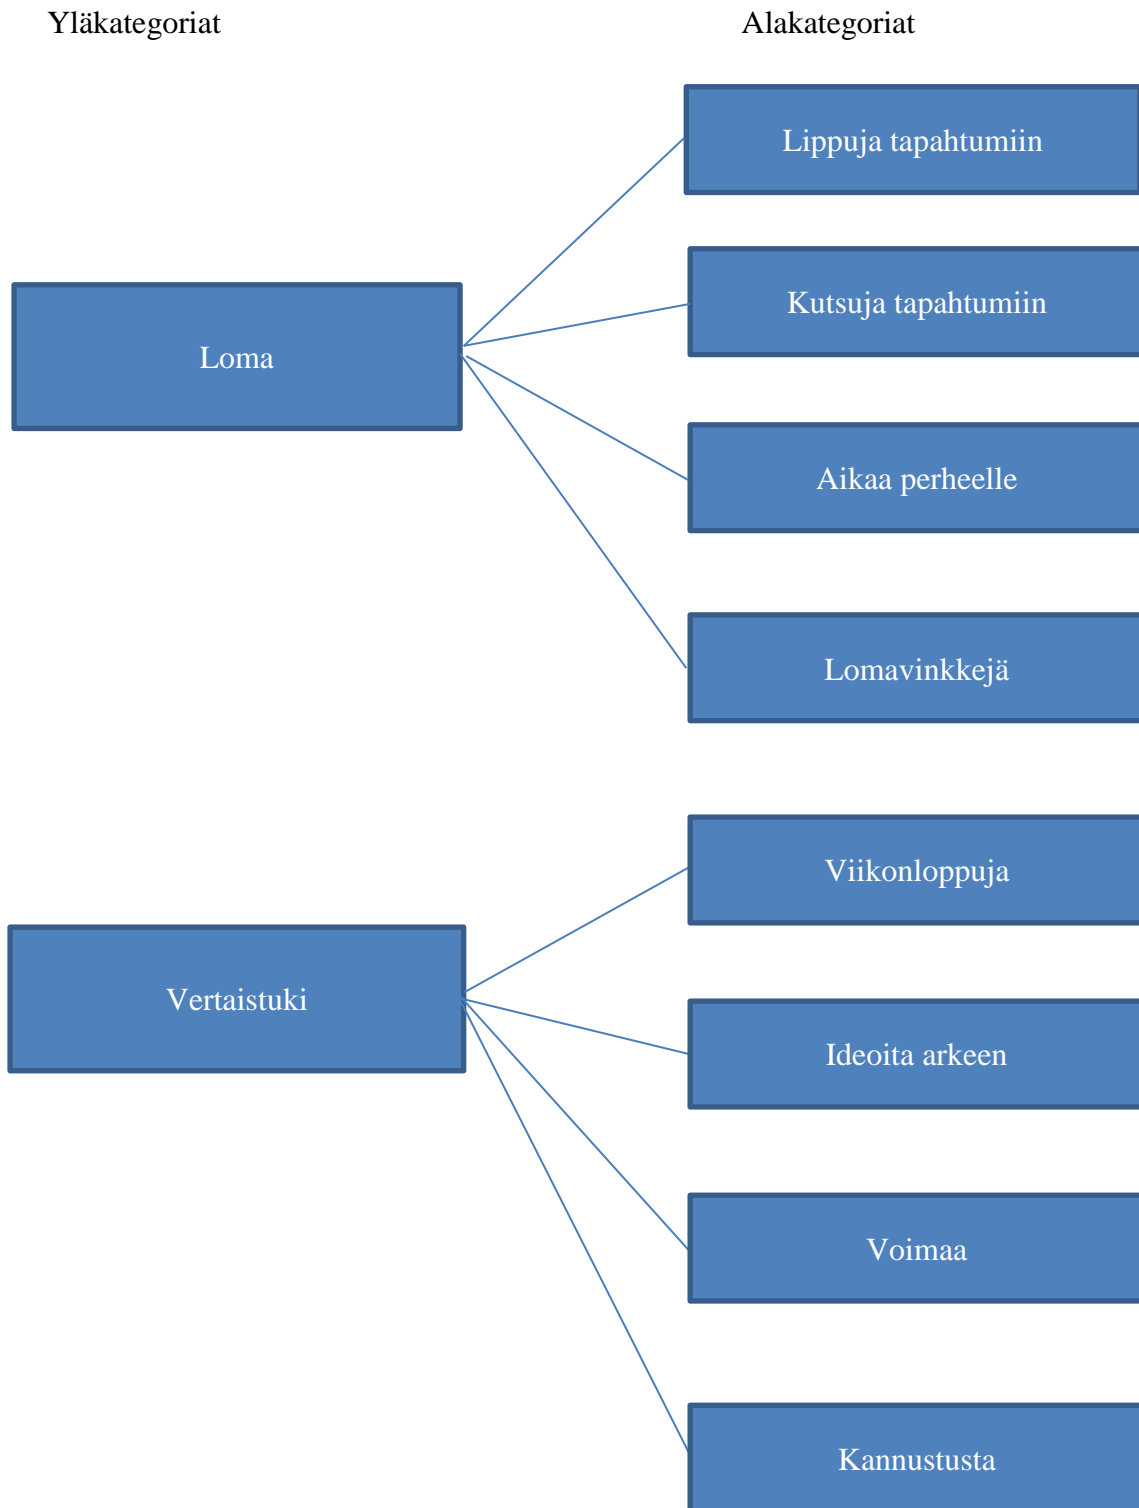 Yläkategoriat
Alakategoriat
Loma
Lippuja tapahtumiin
Kutsuja tapahtumiin
Aikaa perheelle
Lomavinkkejä
Vertaistuki
Viikonloppuja
Ideoita arkeen
Voimaa
Kannustusta